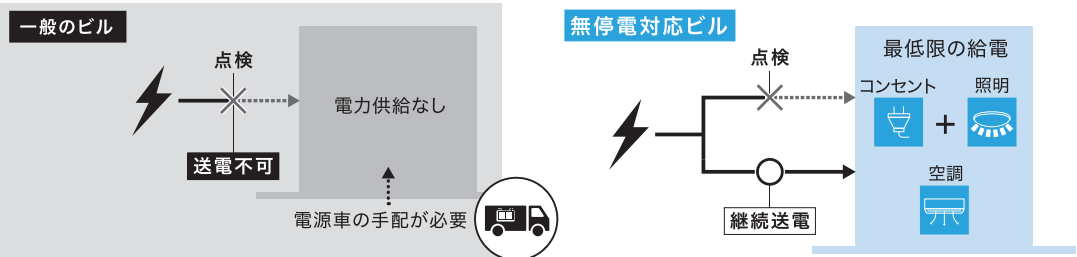 一般のビル
点検
電力供給なし
送電不可
電源車の手配が必要
無停電対応ビル
点検
継続送電
最低限の給電
コンセント
照明
+
空調